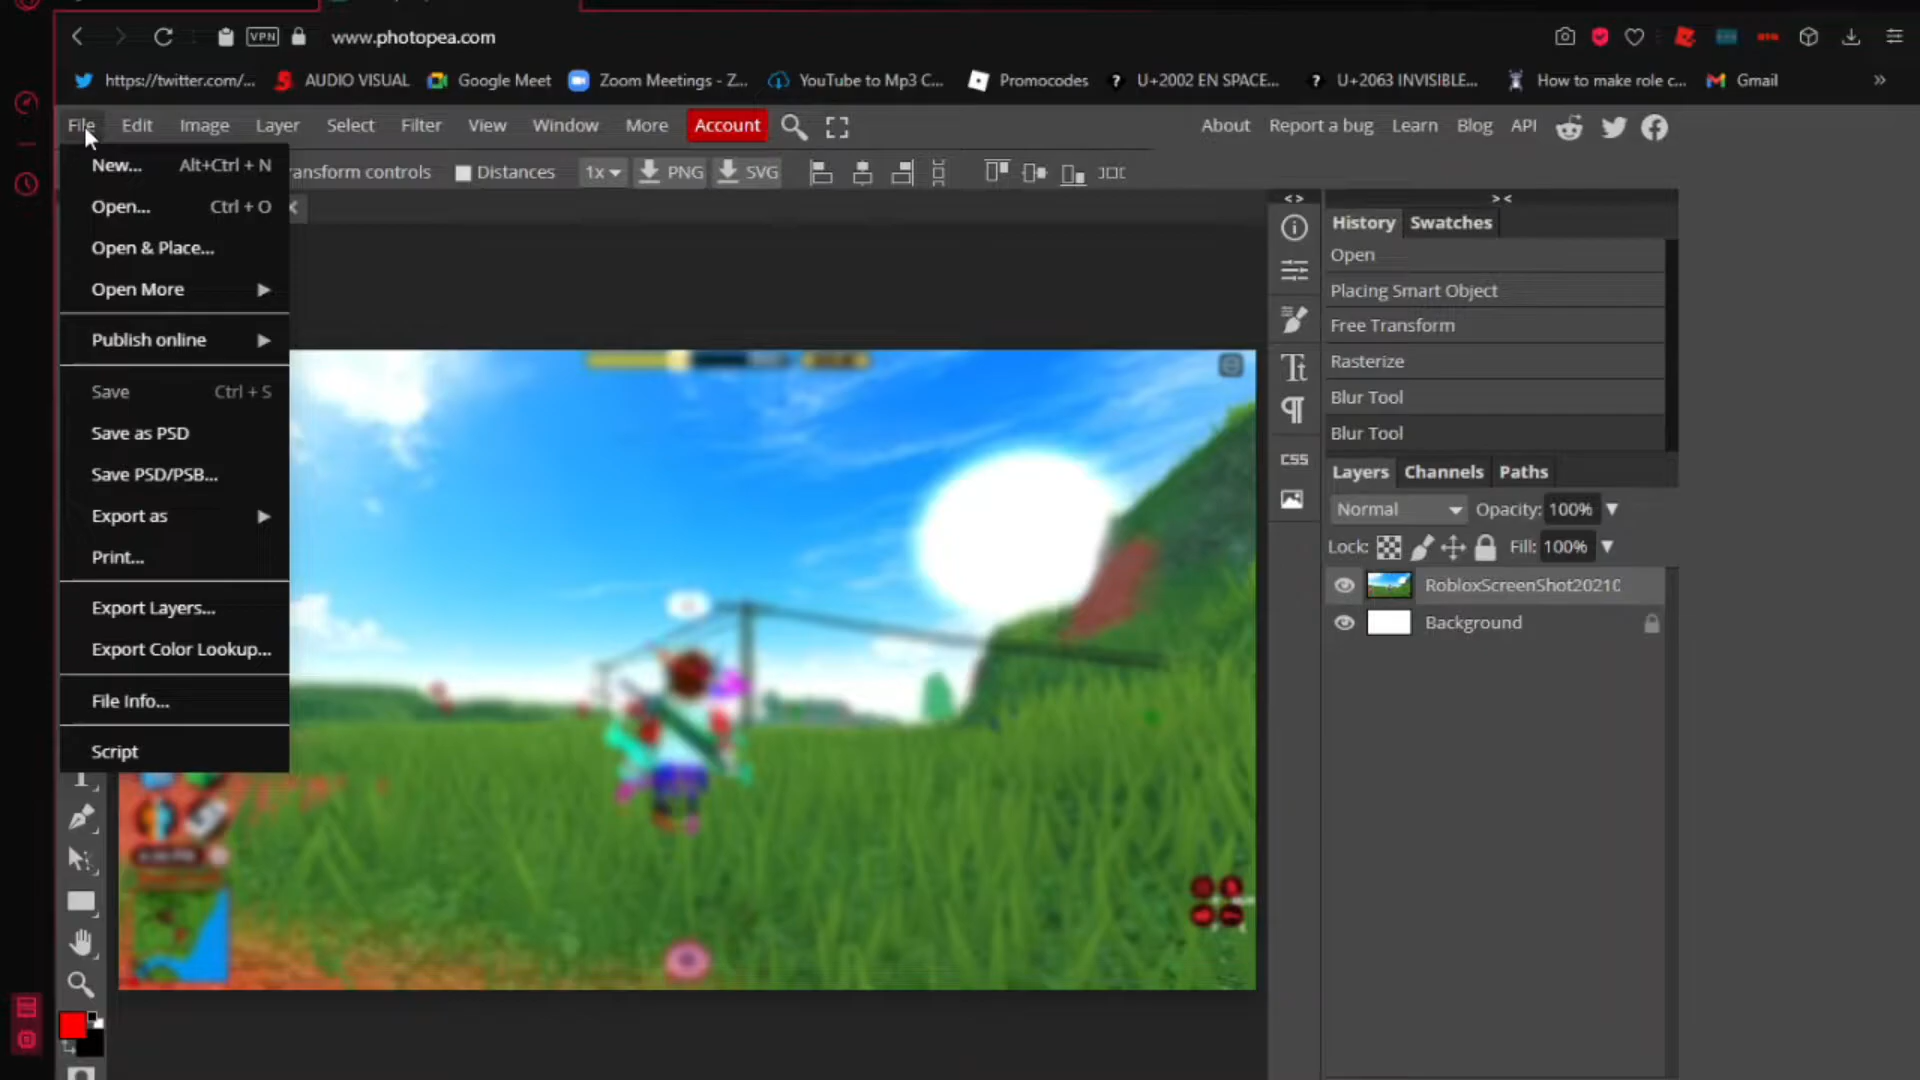 VPN
www.photopea.com
https://twitter.com/... AUDIO VISUAL Google Meet Zoom Meetings - Z... YouTube to Mp3 C... Promocodes U+2002 EN SPACE... U+2063 INVISIBLE... How to make role c... Gmail »
File Edit Image Layer Select Filter View Window More Account About Report a bug Learn Blog API
ransform controls Distances 1x PNG SVG
New... Alt+Ctrl + N
Open... Ctrl + O
Open & Place...
Open More
Publish online
Save Ctrl + S
Save as PSD
Save PSD/PSB...
Export as
Print...
Export Layers...
Export Color Lookup...
File Info...
Script
< >
CSS
> <
History Swatches
Open
Placing Smart Object
Free Transform
Rasterize
Blur Tool
Blur Tool
Layers Channels Paths
Normal Opacity: 100%
Lock: Fill: 100%
RobloxScreenShot2021
Background